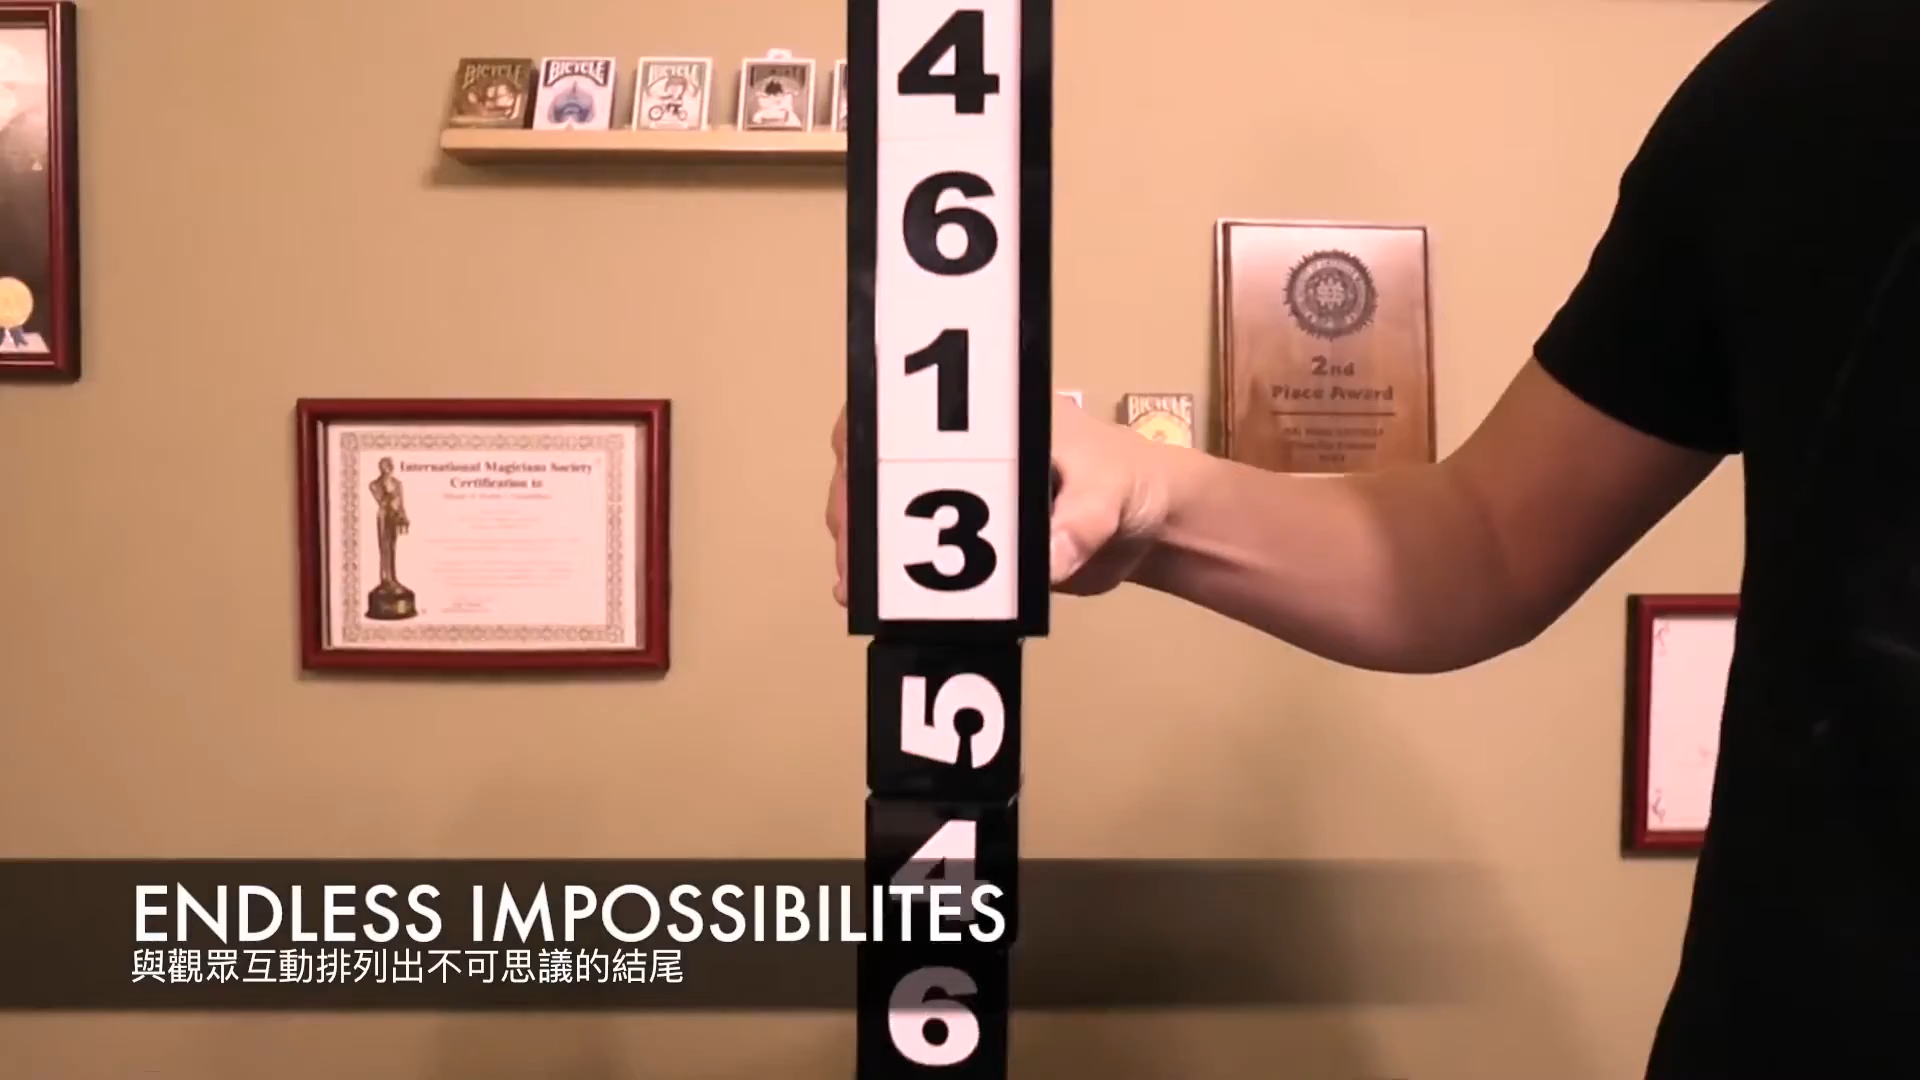 4
6
1
3
5
4
6
BICYCLE
BICYCLE
BICYCLE
BICYCLE
2nd
Place Award
International Magicians Society
Certification to
ENDLESS IMPOSSIBILITES
與觀眾互動排列出不可思議的結尾